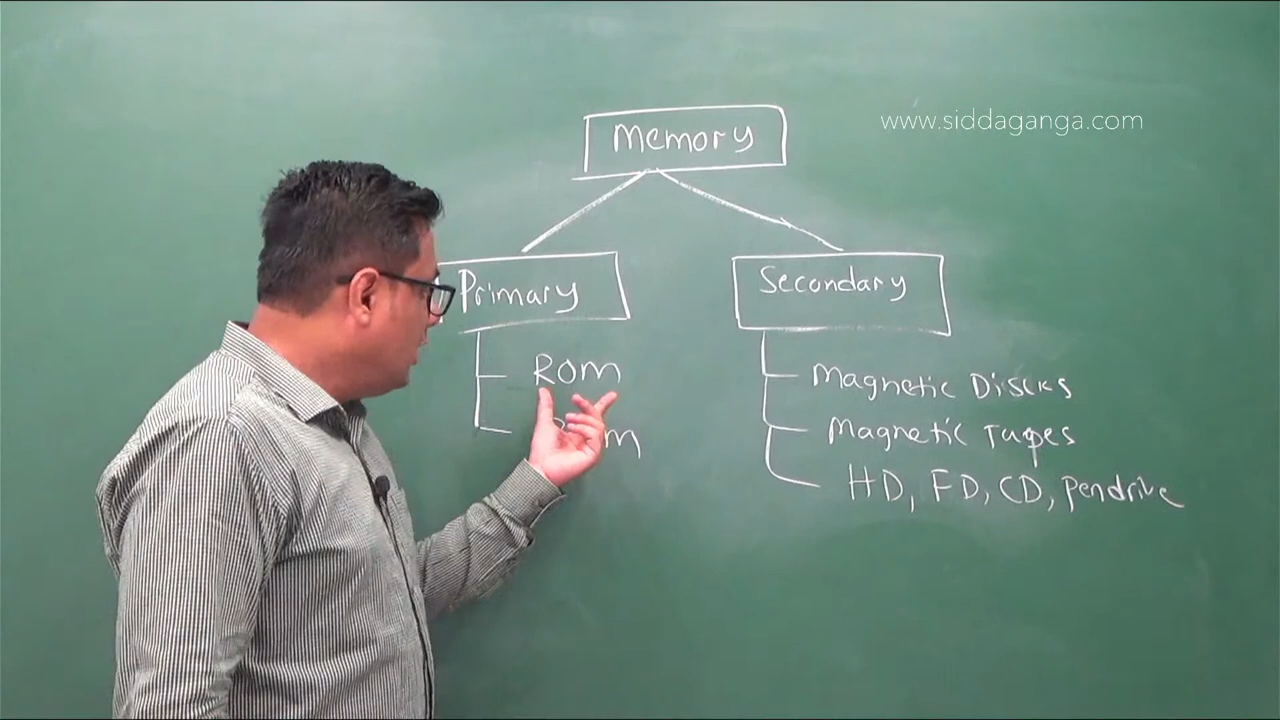 www.siddaganga.com
Memory
Primary
Secondary
ROM
Magnetic Discks
Magnetic Tapes
HD, FD, CD, Pendrive